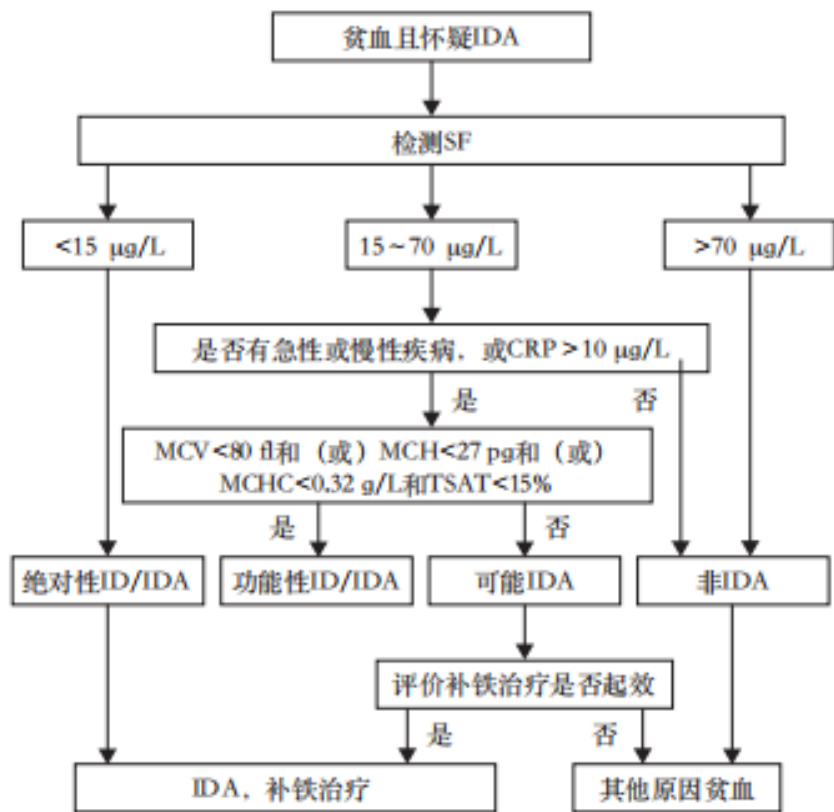 贫血且怀疑IDA
检测SF
<15 μg/L
15~70 μg/L
>70 μg/L
是否有急性或慢性疾病，或CRP>10 μg/L
是
否
MCV<80 fl和（或）MCH<27 pg和（或）
MCHC<0.32 g/L和TSAT<15%
是
否
绝对性ID/IDA
功能性ID/IDA
可能IDA
非IDA
评价补铁治疗是否起效
是
否
IDA，补铁治疗
其他原因贫血